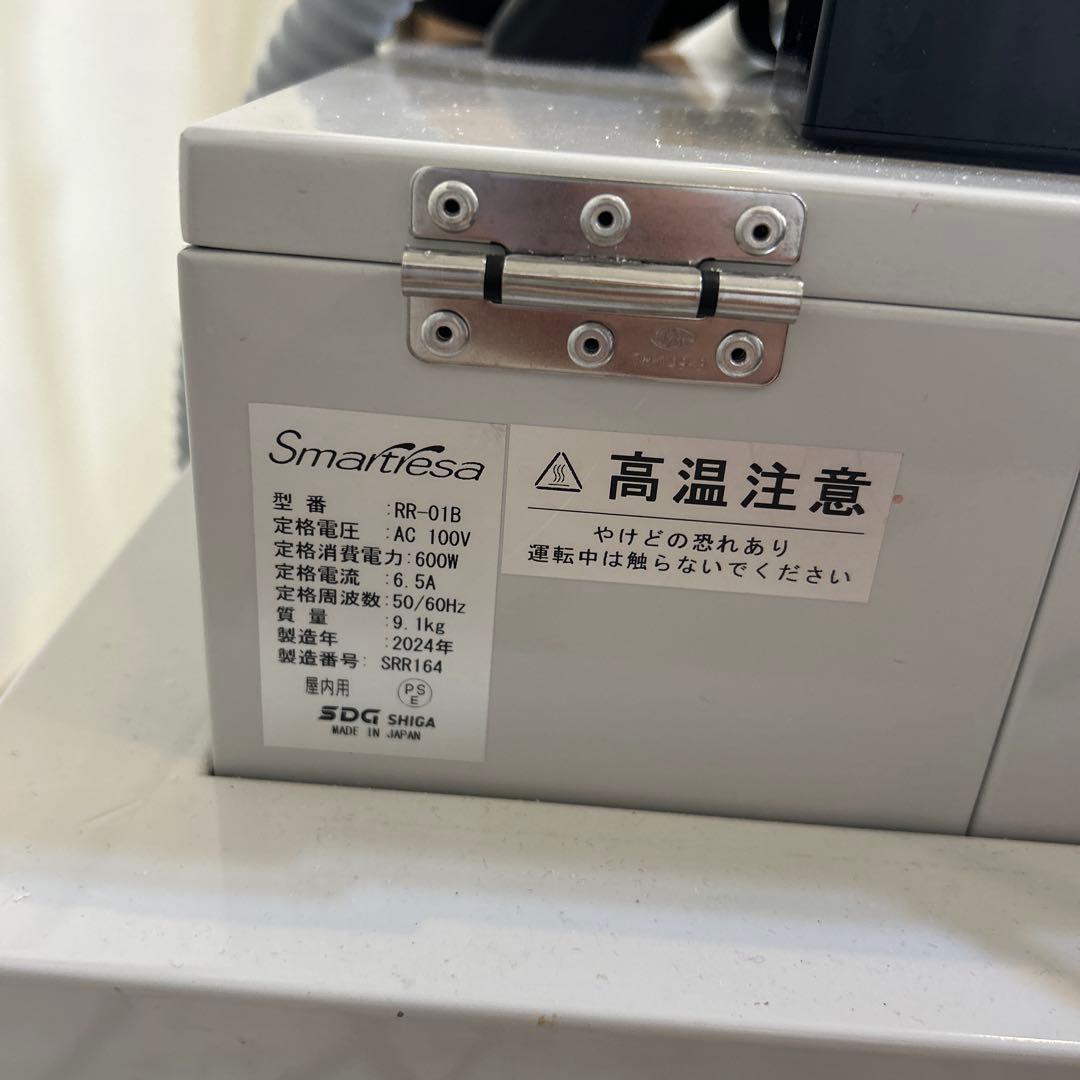 Smartresa
型番 :RR-01B
定格電圧 :AC 100V
定格消費電力:600W
定格電流 :6.5A
定格周波数:50/60Hz
質量 :9.1kg
製造年 :2024年
製造番号: SRR164
屋内用 PSE
SDG SHIGA
MADE IN JAPAN
高温注意
やけどの恐れあり
運転中は触らないでください